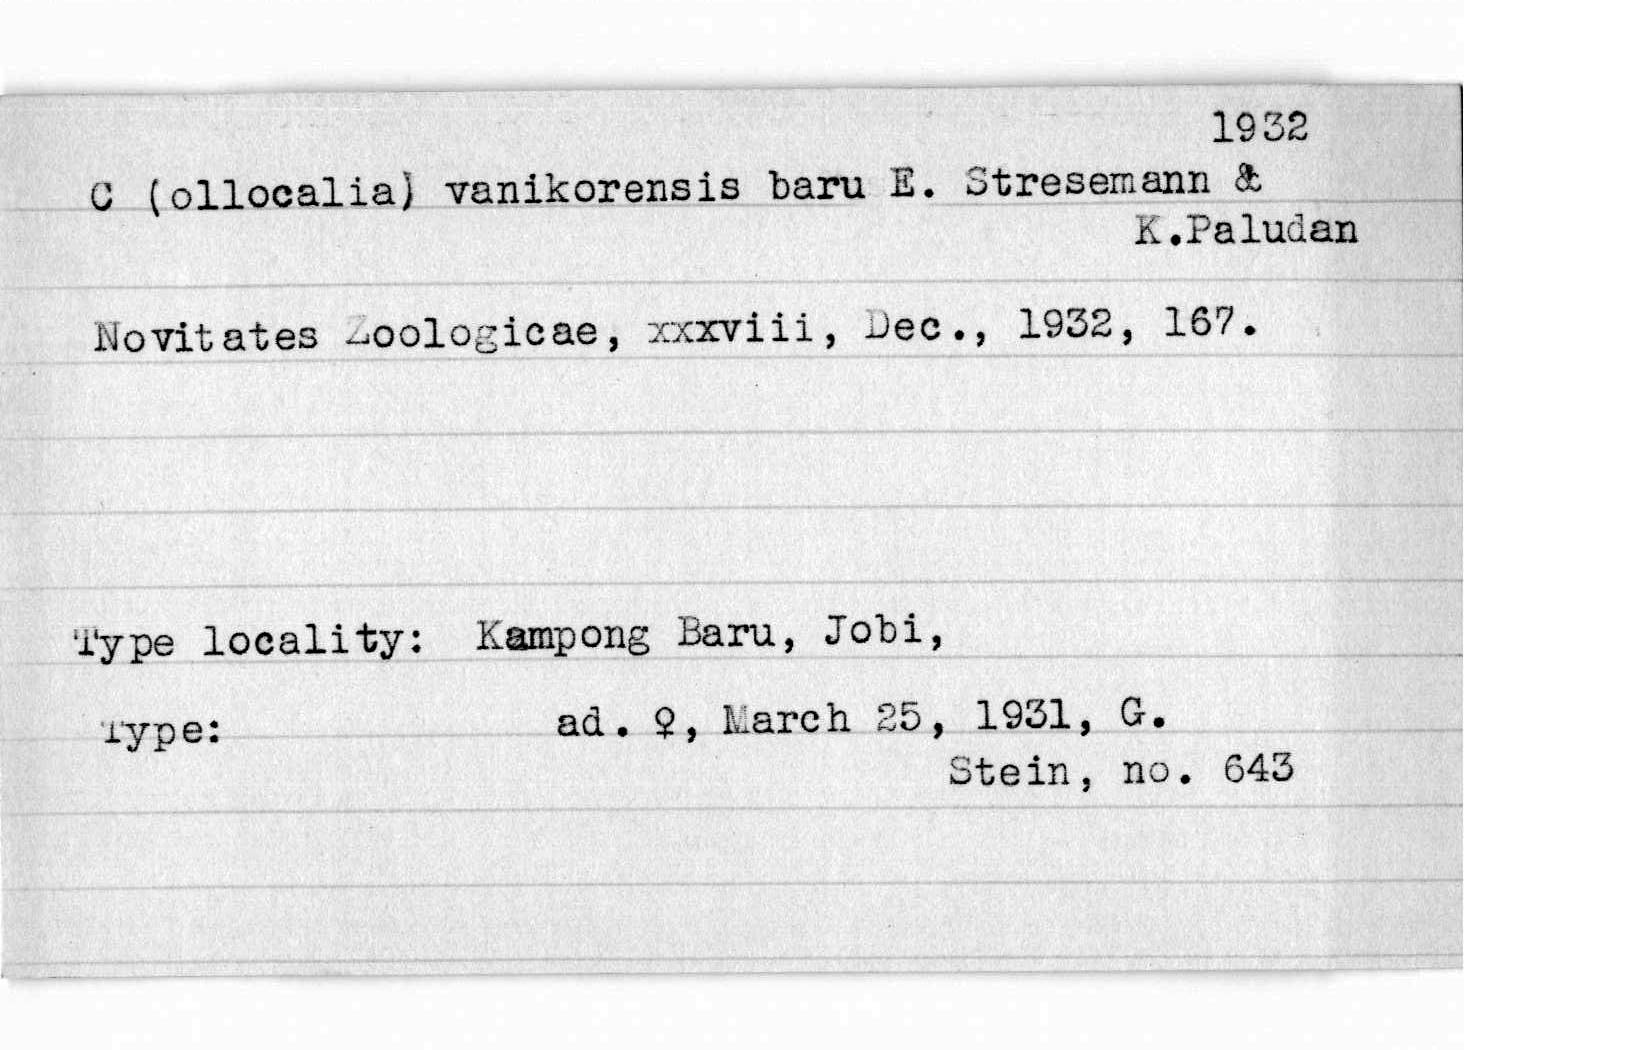 1932
C (ollocalia) vanikorensis baru E. Stresemann &
K.Paludan
Novitates Zoologicae, xxxviii, Dec., 1932, 167.
Type locality: Kampong Baru, Jobi,
Type: ad. ♀, March 25, 1931, G.
Stein, no. 643